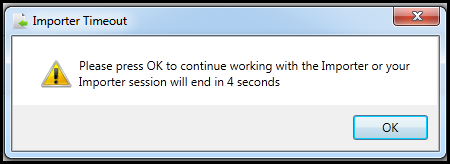 Importer Timeout
Please press OK to continue working with the Importer or your
Importer session will end in 4 seconds
OK